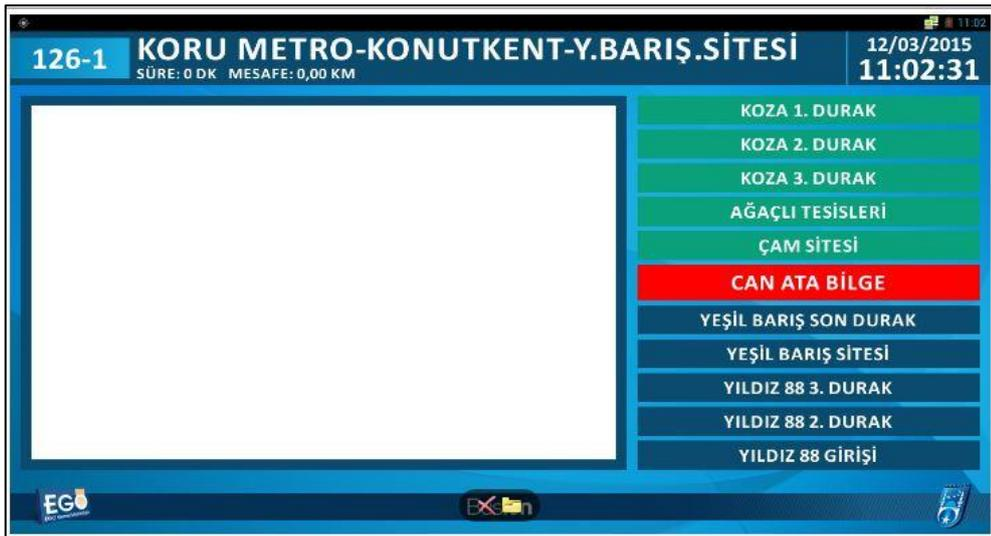 11:02
126-1
KORU METRO-KONUTKENT-Y.BARIŞ.SİTESİ
SÜRE: 0 DK MESAFE: 0,00 KM
12/03/2015
11:02:31
KOZA 1. DURAK
KOZA 2. DURAK
KOZA 3. DURAK
AĞAÇLI TESİSLERİ
ÇAM SİTESİ
CAN ATA BİLGE
YEŞİL BARIŞ SON DURAK
YEŞİL BARIŞ SİTESİ
YILDIZ 88 3. DURAK
YILDIZ 88 2. DURAK
YILDIZ 88 GİRİŞİ
EGO